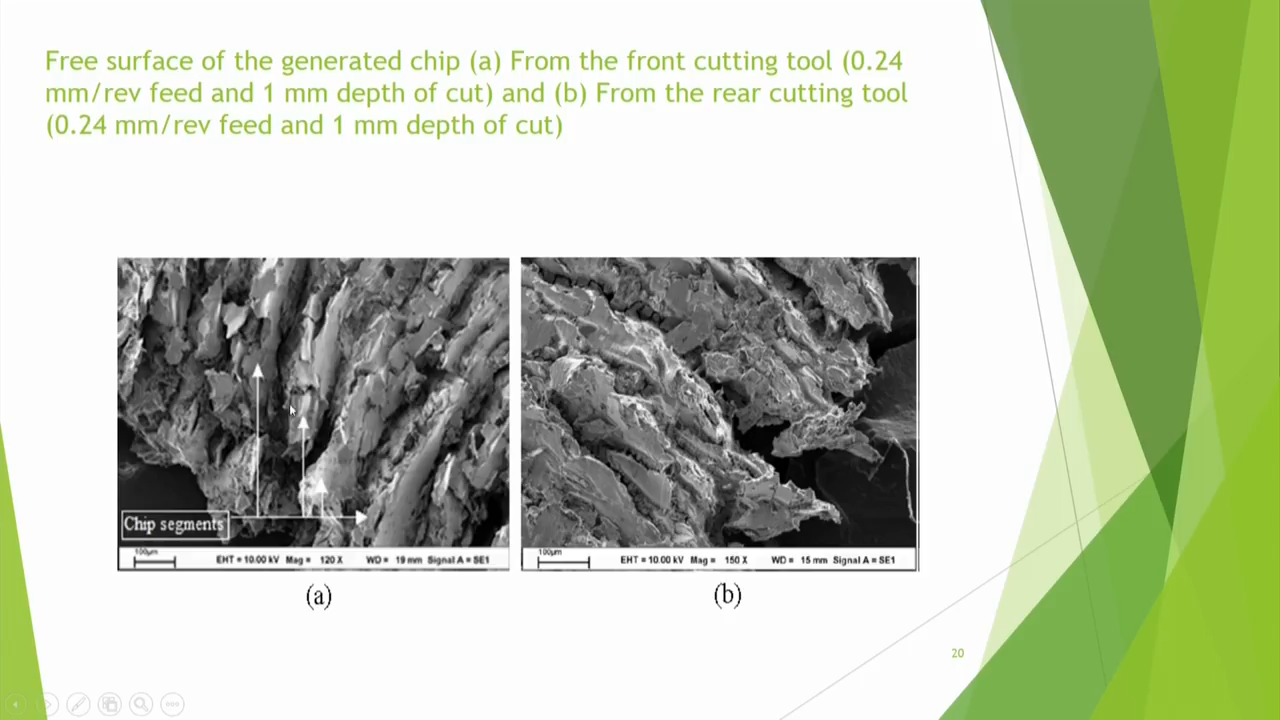 Free surface of the generated chip (a) From the front cutting tool (0.24
mm/rev feed and 1 mm depth of cut) and (b) From the rear cutting tool
(0.24 mm/rev feed and 1 mm depth of cut)
Chip segments
100µm EHT = 10.00 kV Mag = 120 X WD = 19 mm Signal A = SE1
100µm EHT = 10.00 kV Mag = 150 X WD = 15 mm Signal A = SE1
(a)
(b)
20